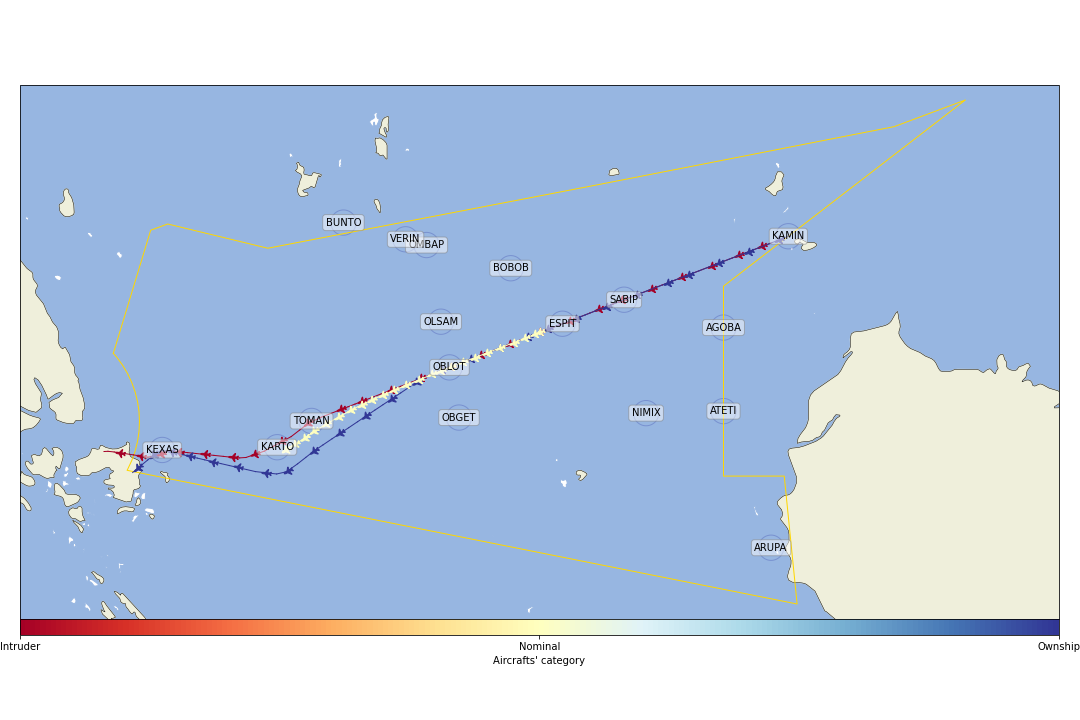 BUNTO
KAMIN
VERIN
MBAP
BOBOB
SABIP
OLSAM
ESPIT
AGOBA
OBLOT
TOMAN
OBGET
NIMIX
ATETI
KEXAS
KARTO
ARUPA
Intruder
Nominal
Ownship
Aircrafts' category